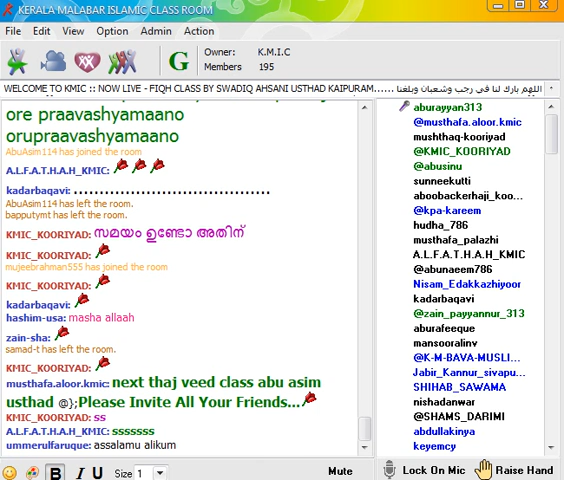 KERALA MALABAR ISLAMIC CLASS ROOM
File Edit View Option Admin Action
G
Owner: K.M.I.C
Members 195
WELCOME TO KMIC :: NOW LIVE - FIQH CLASS BY SWADIQ AHSANI USTHAD KAIPURAM...... اللهم بارك لنا في رجب وشعبان وبلغنا
ore praavashyamaano
orupraavashyamaano
AbuAsim114 has joined the room
A.L.F.A.T.H.A.H_KMIC:
kadarbaqavi: .......................................
AbuAsim114 has left the room.
bapputymt has left the room.
KMIC_KOORIYAD: സമയം ഉണ്ടോ അതിന്
KMIC_KOORIYAD:
mujeebrahman555 has joined the room
KMIC_KOORIYAD:
kadarbaqavi:
hashim-usa: masha allaah
zain-sha:
samad-t has left the room.
KMIC_KOORIYAD:
musthafa.aloor.kmic: next thaj veed class abu asim
usthad @};Please Invite All Your Friends...
KMIC_KOORIYAD: ss
A.L.F.A.T.H.A.H_KMIC: sssssss
ummerulfaruque: assalamu alikum
aburayyan313
@musthafa.aloor.kmic
mushthaq-kooriyad
@KMIC_KOORIYAD
@abusinu
sunneekutti
aboobackerhaji_koo...
@kpa-kareem
hudha_786
musthafa_palazhi
A.L.F.A.T.H.A.H_KMIC
@abunaeem786
Nisam_Edakkazhiyoor
kadarbaqavi
@zain_payyannur_313
aburafeeque
mansooralinv
@K-M-BAVA-MUSLI...
Jabir_Kannur_sivapu...
SHIHAB_SAWAMA
nishadanwar
@SHAMS_DARIMI
abdullakinya
keyemcy
B I U Size 1 Mute Lock On Mic Raise Hand